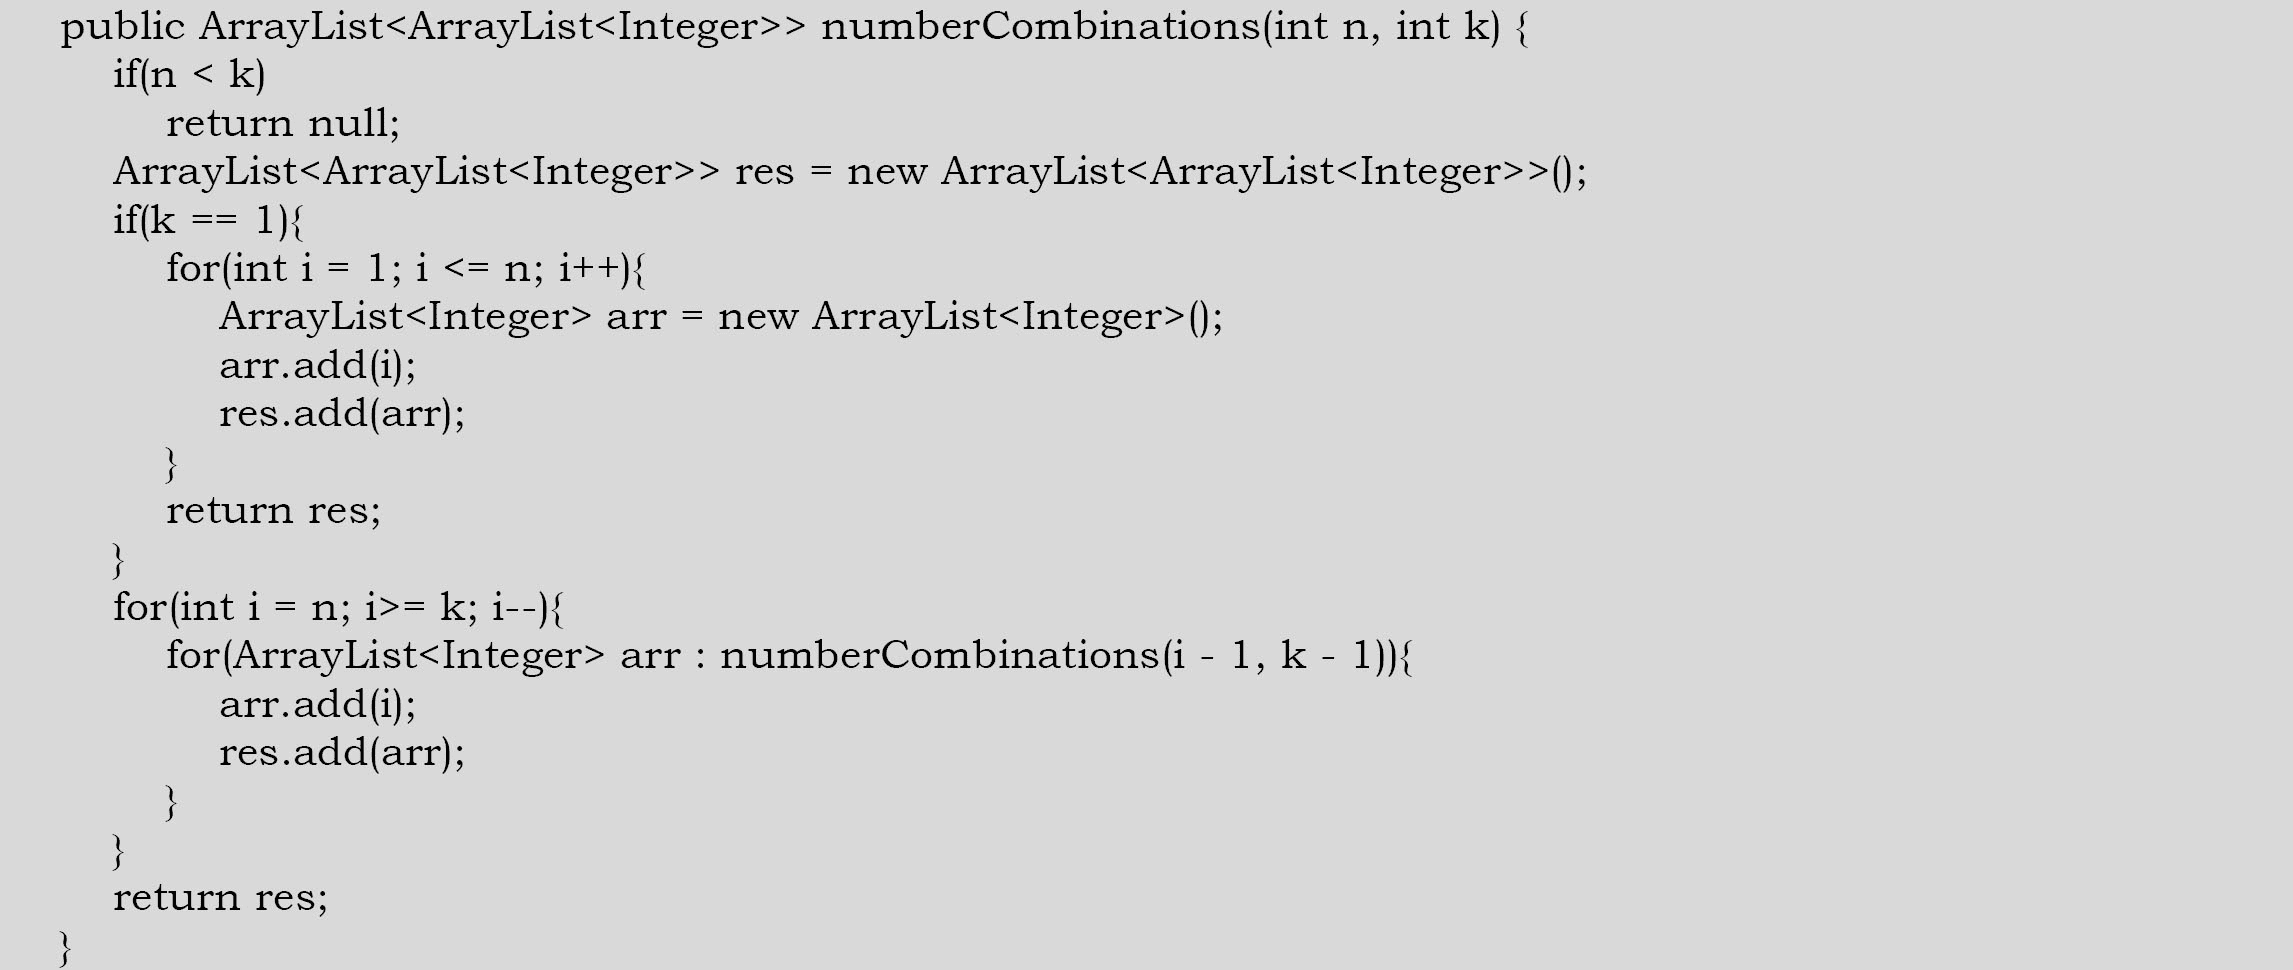 public ArrayList<ArrayList<Integer>> numberCombinations(int n, int k) {
if(n < k)
return null;
ArrayList<ArrayList<Integer>> res = new ArrayList<ArrayList<Integer>>();
if(k == 1){
for(int i = 1; i <= n; i++){
ArrayList<Integer> arr = new ArrayList<Integer>();
arr.add(i);
res.add(arr);
}
return res;
}
for(int i = n; i>= k; i--){
for(ArrayList<Integer> arr : numberCombinations(i - 1, k - 1)){
arr.add(i);
res.add(arr);
}
}
return res;
}